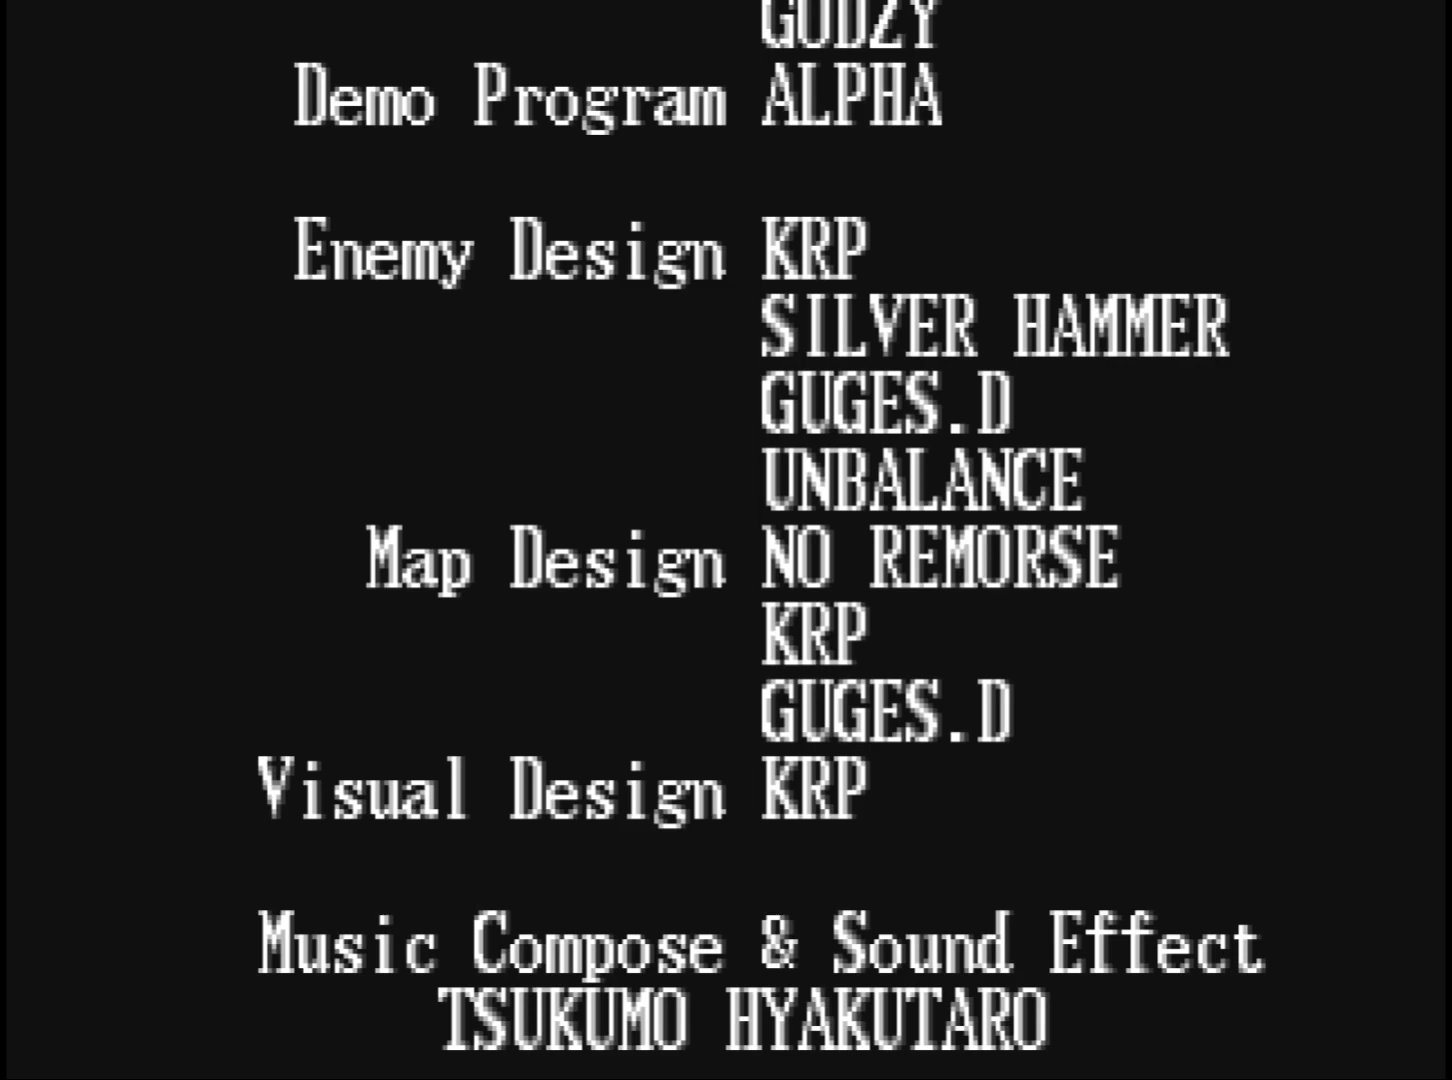 GODZY
Demo Program ALPHA
Enemy Design KRP
SILVER HAMMER
GUGES.D
UNBALANCE
Map Design NO REMORSE
KRP
GUGES.D
Visual Design KRP
Music Compose & Sound Effect
TSUKUMO HYAKUTARO